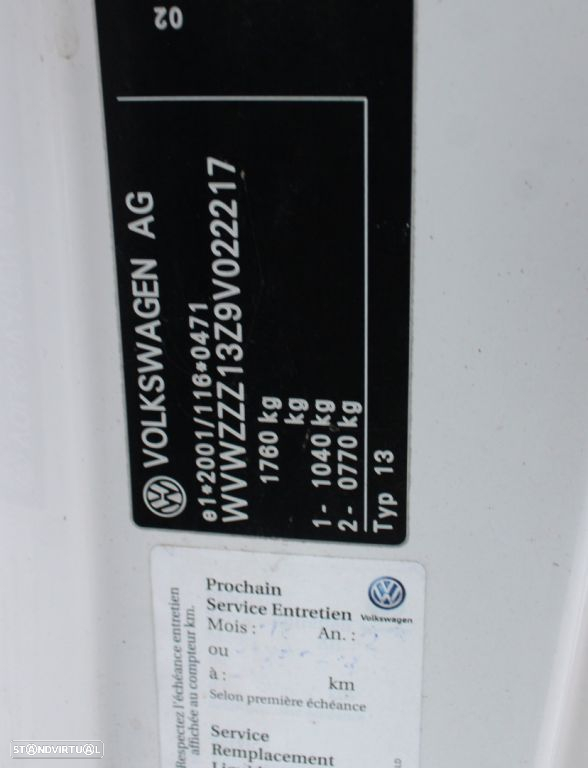 02
VOLKSWAGEN AG
e1*2001/116*0471
WVWZZZ13Z9V022217
1760 kg
kg
1- 1040 kg
2- 0770 kg
Typ 13
Prochain
Service Entretien
Volkswagen
Mois : An. :
ou
à : km
Selon première échéance
Respectez l'échéance entretien
affichée au compteur km.
Service
Remplacement
STANDVIRTUAL